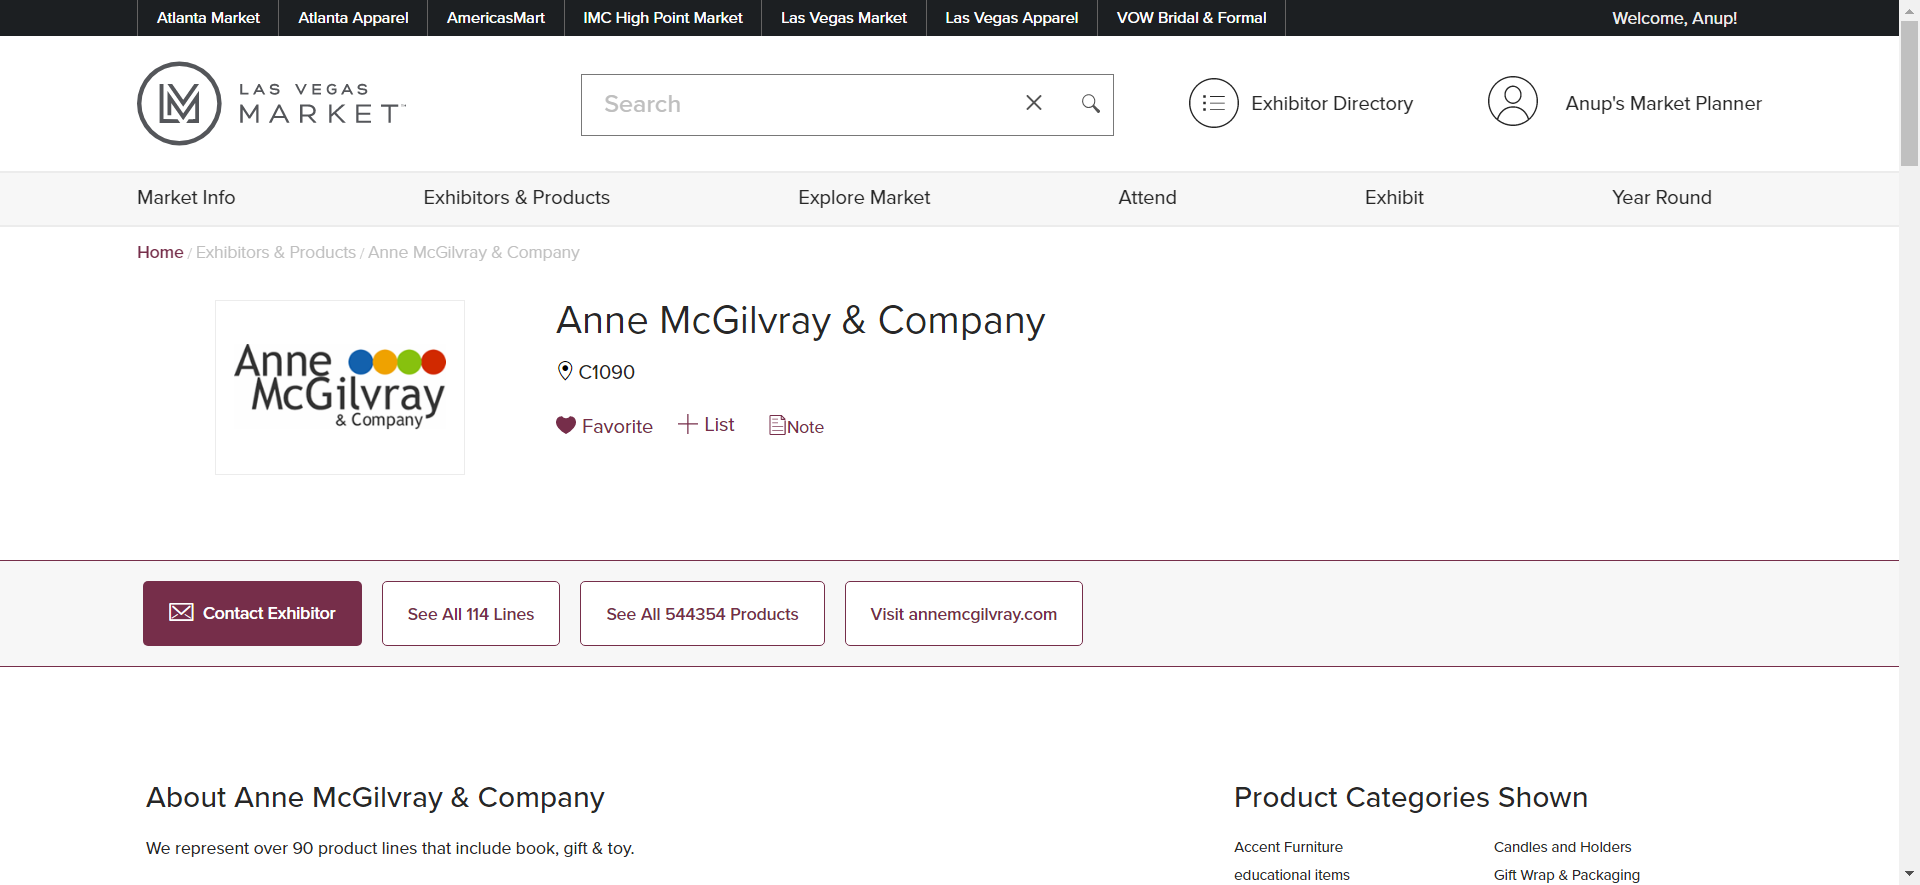 Atlanta Market Atlanta Apparel AmericasMart IMC High Point Market Las Vegas Market Las Vegas Apparel VOW Bridal & Formal Welcome, Anup!
LAS VEGAS
MARKET™
Search
Exhibitor Directory
Anup's Market Planner
Market Info Exhibitors & Products Explore Market Attend Exhibit Year Round
Home / Exhibitors & Products / Anne McGilvray & Company
Anne
McGilvray
& Company
Anne McGilvray & Company
C1090
Favorite List Note
Contact Exhibitor See All 114 Lines See All 544354 Products Visit annemcgilvray.com
About Anne McGilvray & Company
We represent over 90 product lines that include book, gift & toy.
Product Categories Shown
Accent Furniture Candles and Holders
educational items Gift Wrap & Packaging